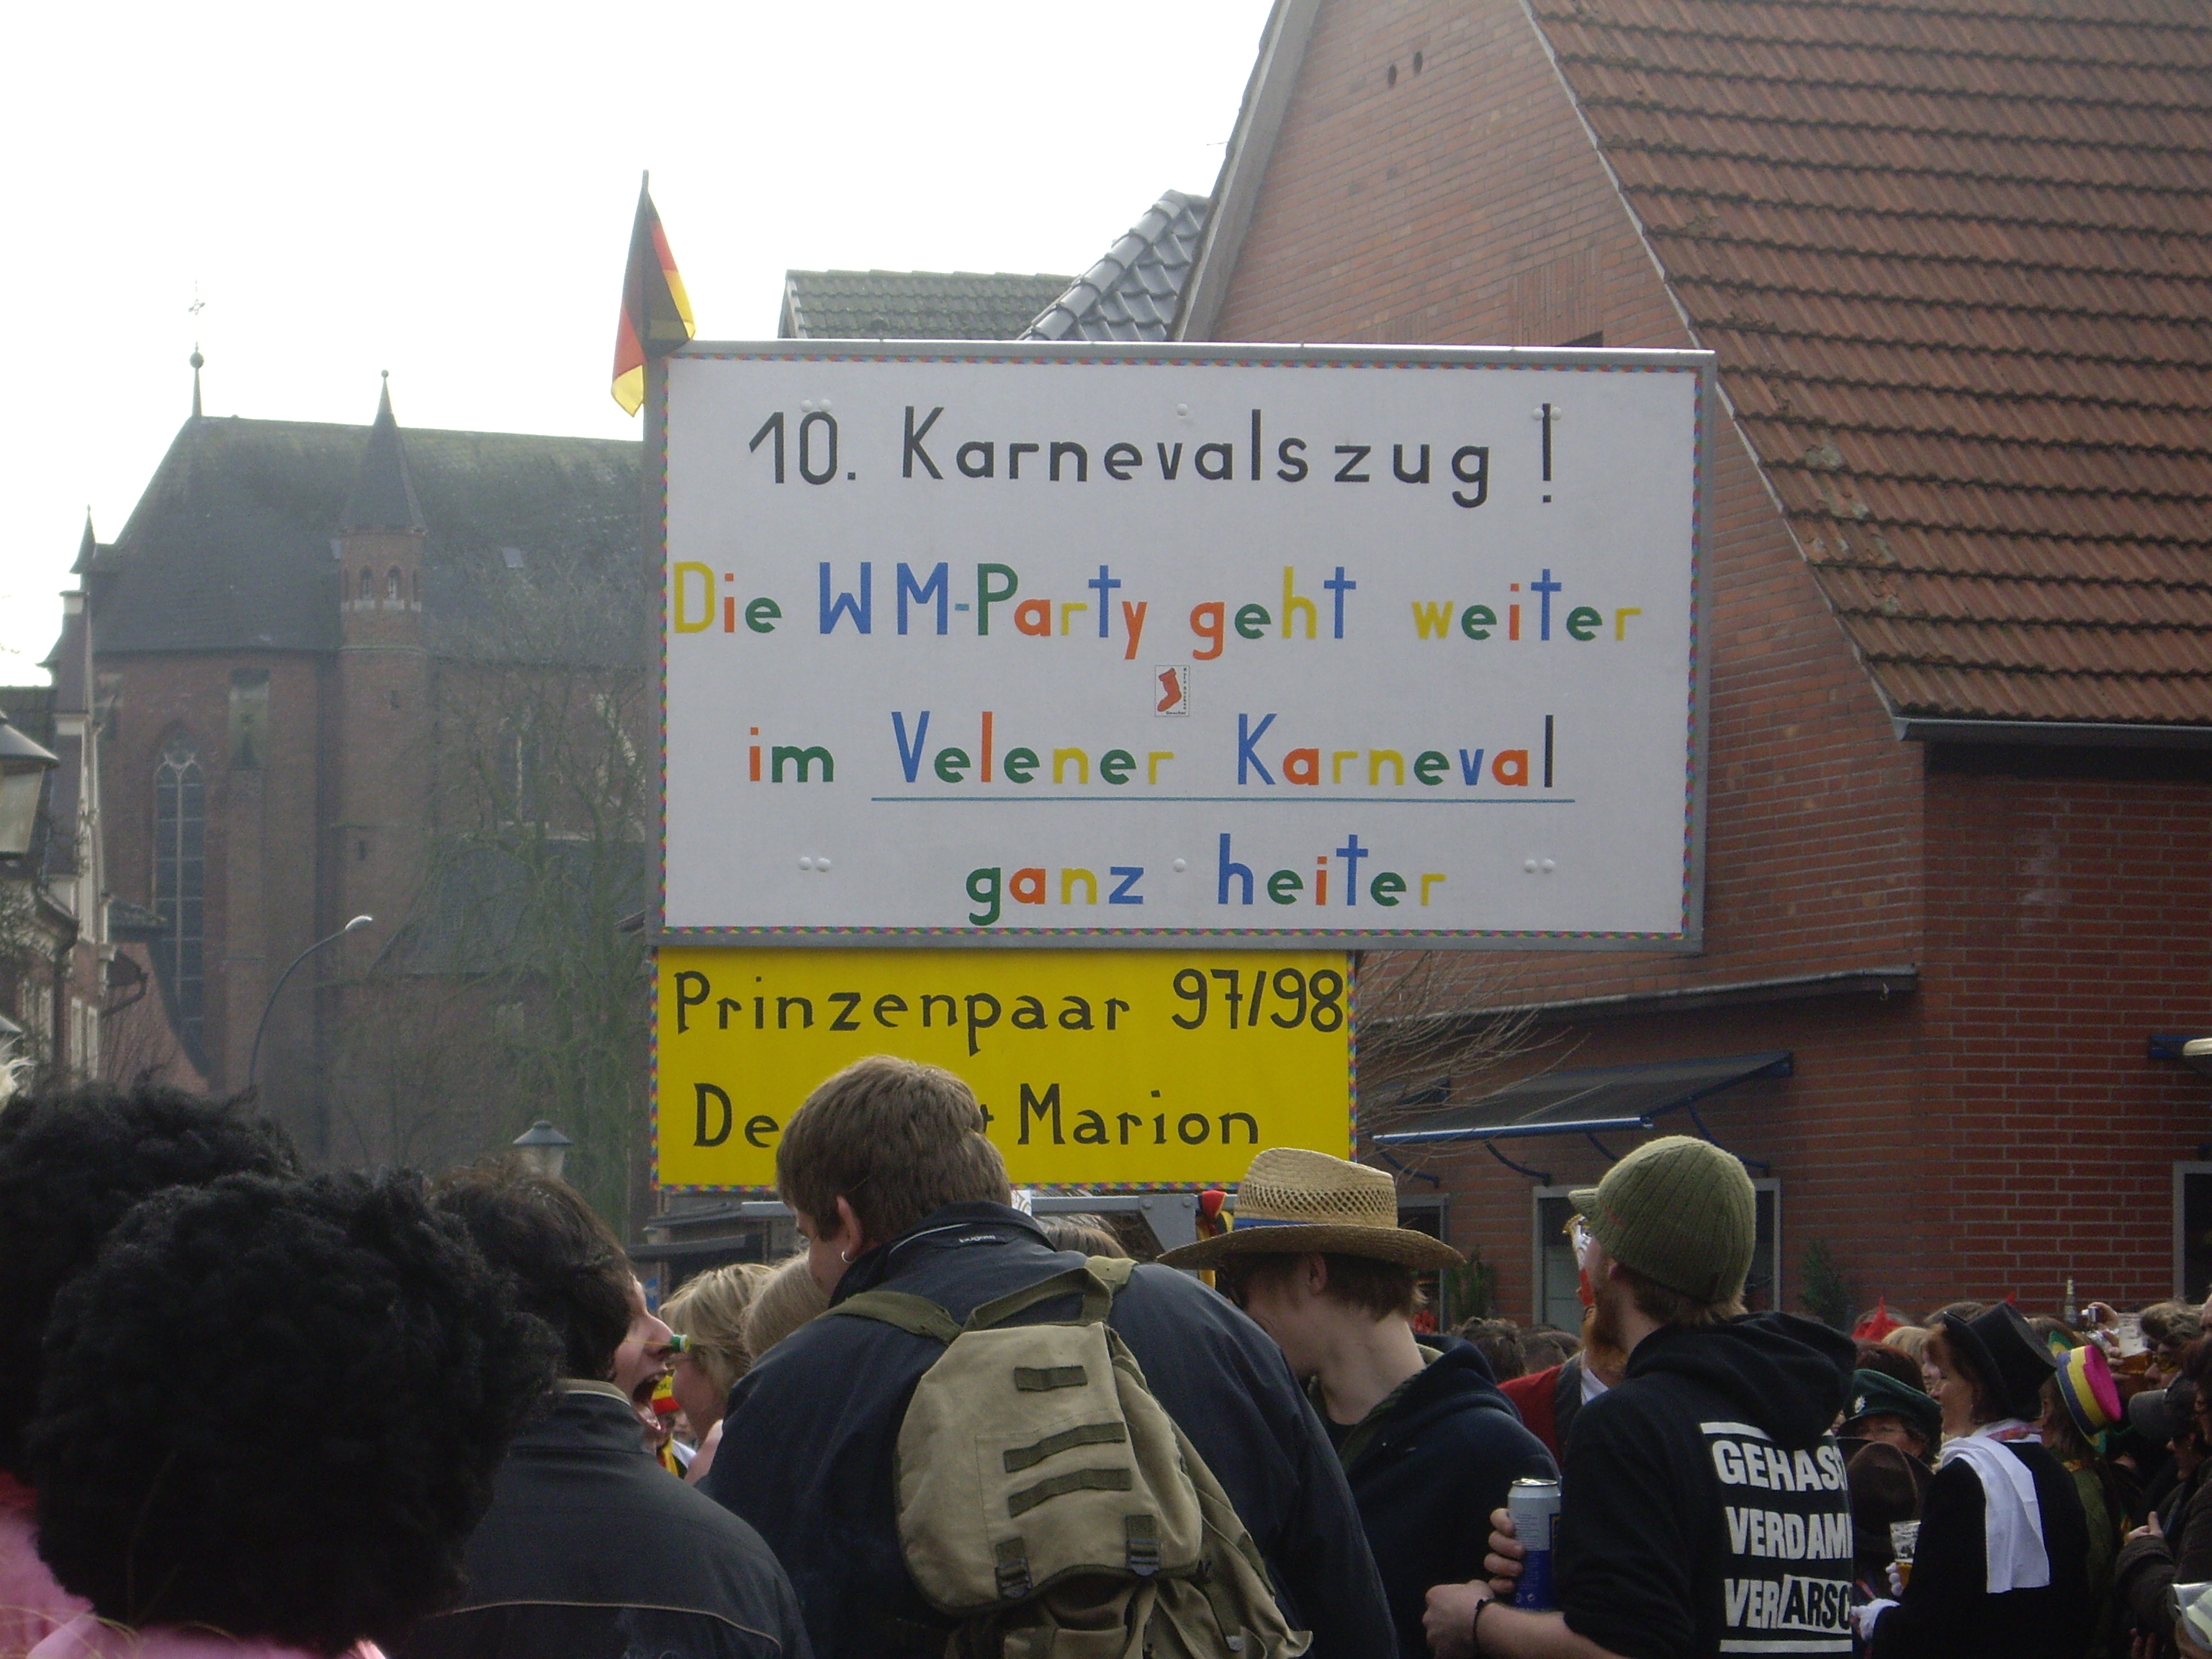 10. Karnevalszug !
Die WM-Party geht weiter
im Velener Karneval
ganz heiter
Prinzenpaar 97/98
Marion
GEHASS
VERDAM
VERARSC